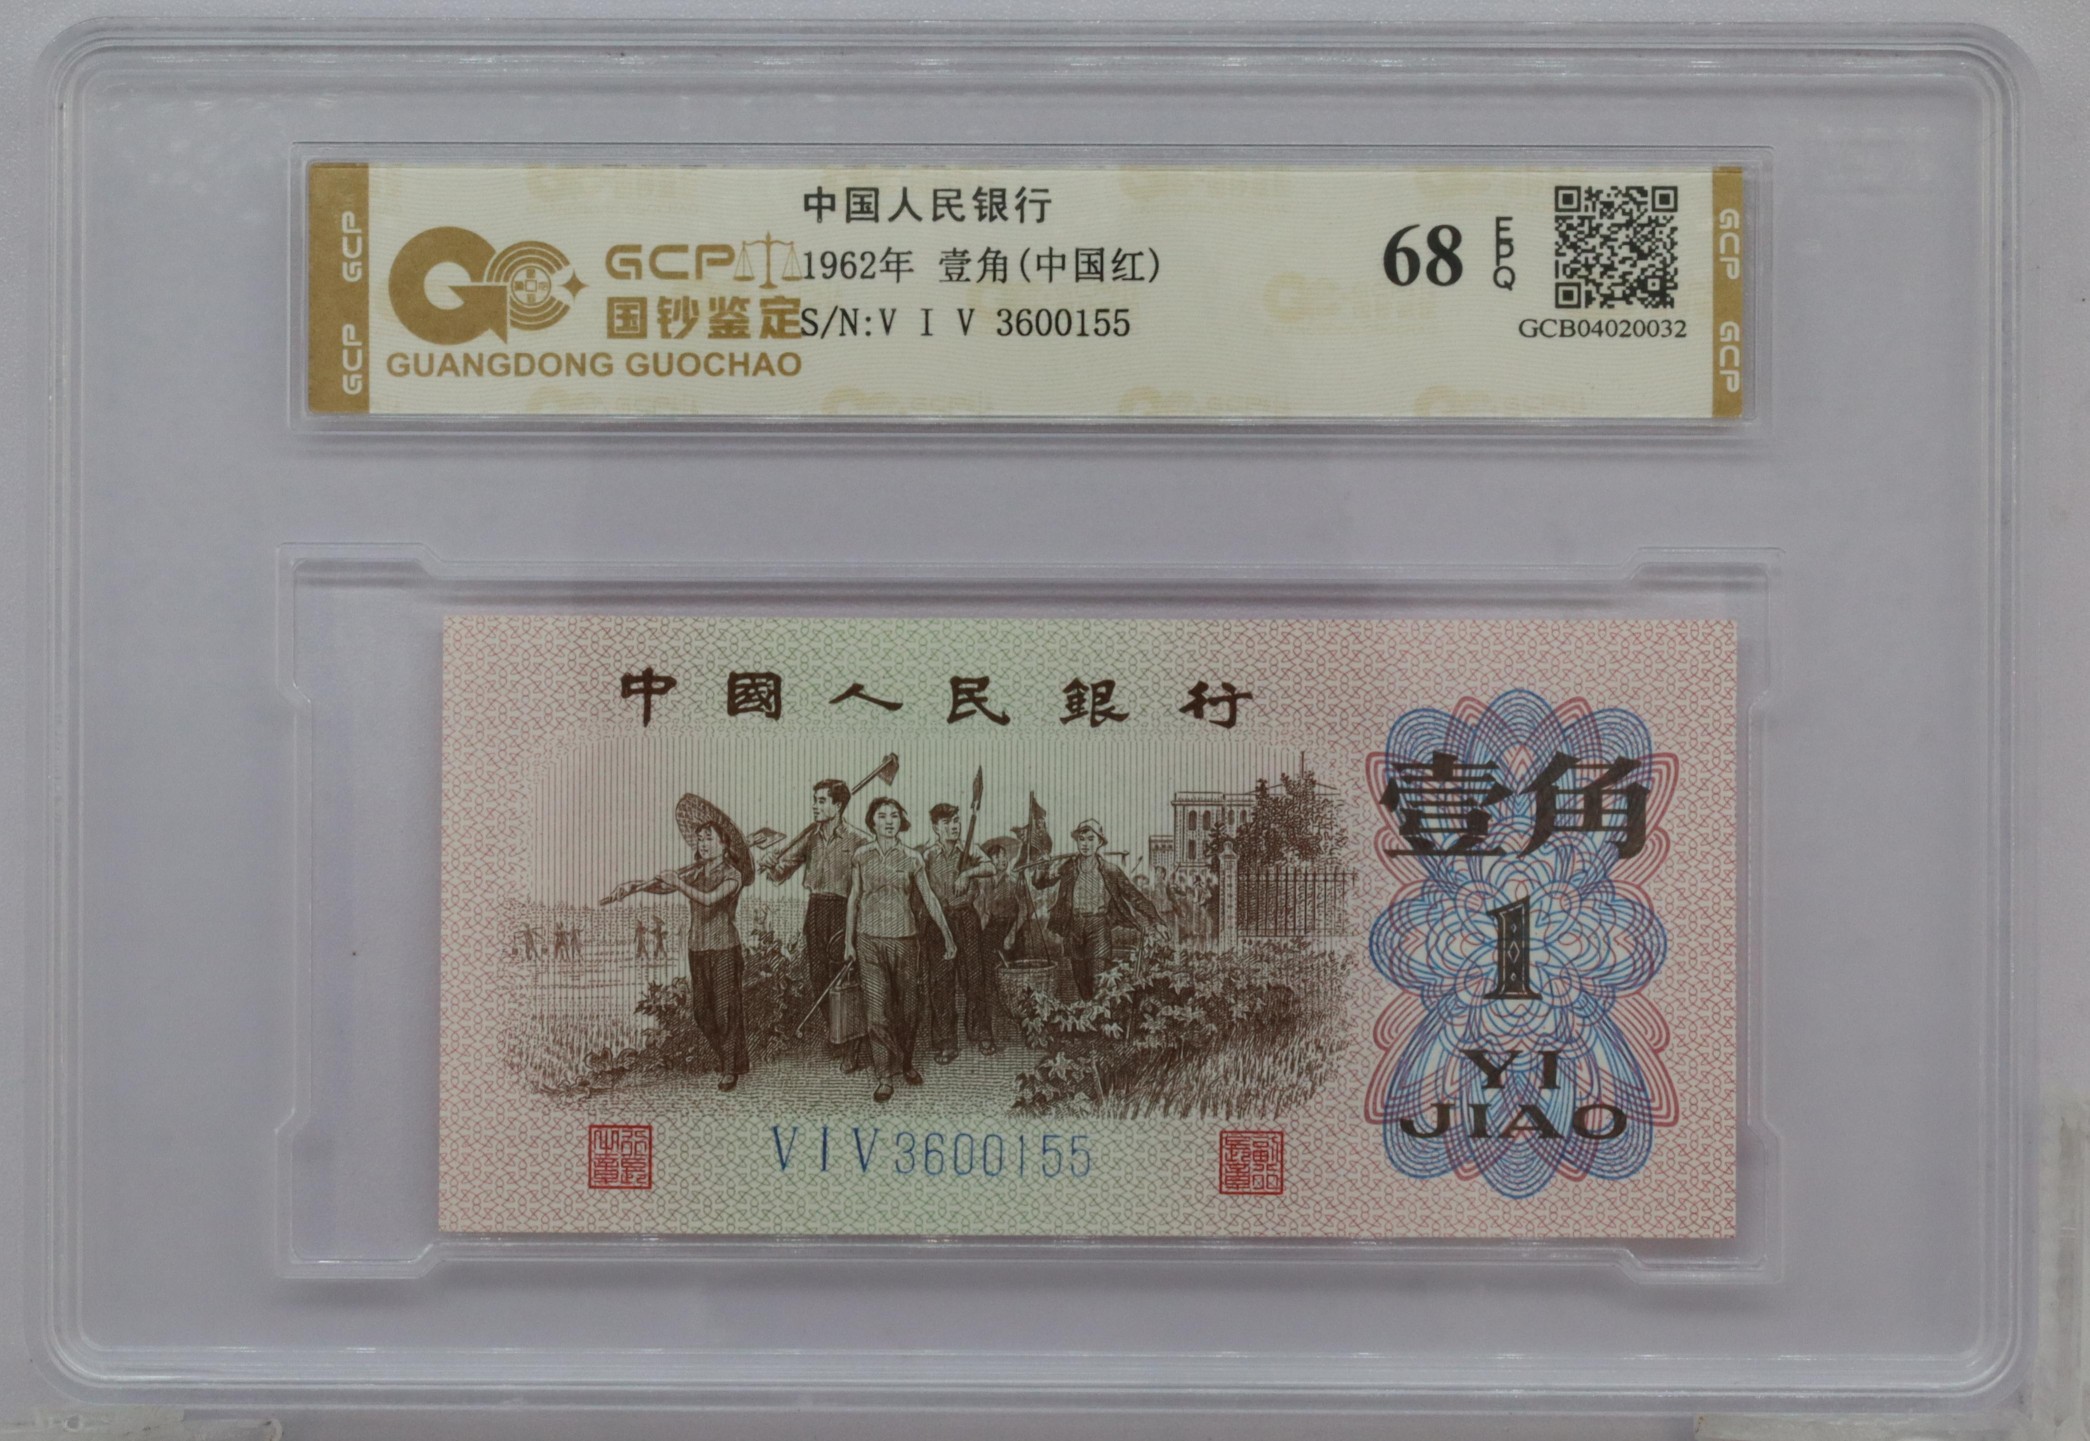 中国人民银行
GCP
1962年 壹角(中国红)
68
EPQ
国钞鉴定
S/N:V I V 3600155
GCB04020032
GUANGDONG GUOCHAO
GCP
GCP
GCP
GCP
中國人民銀行
壹角
1
YI
JIAO
VIV3600155